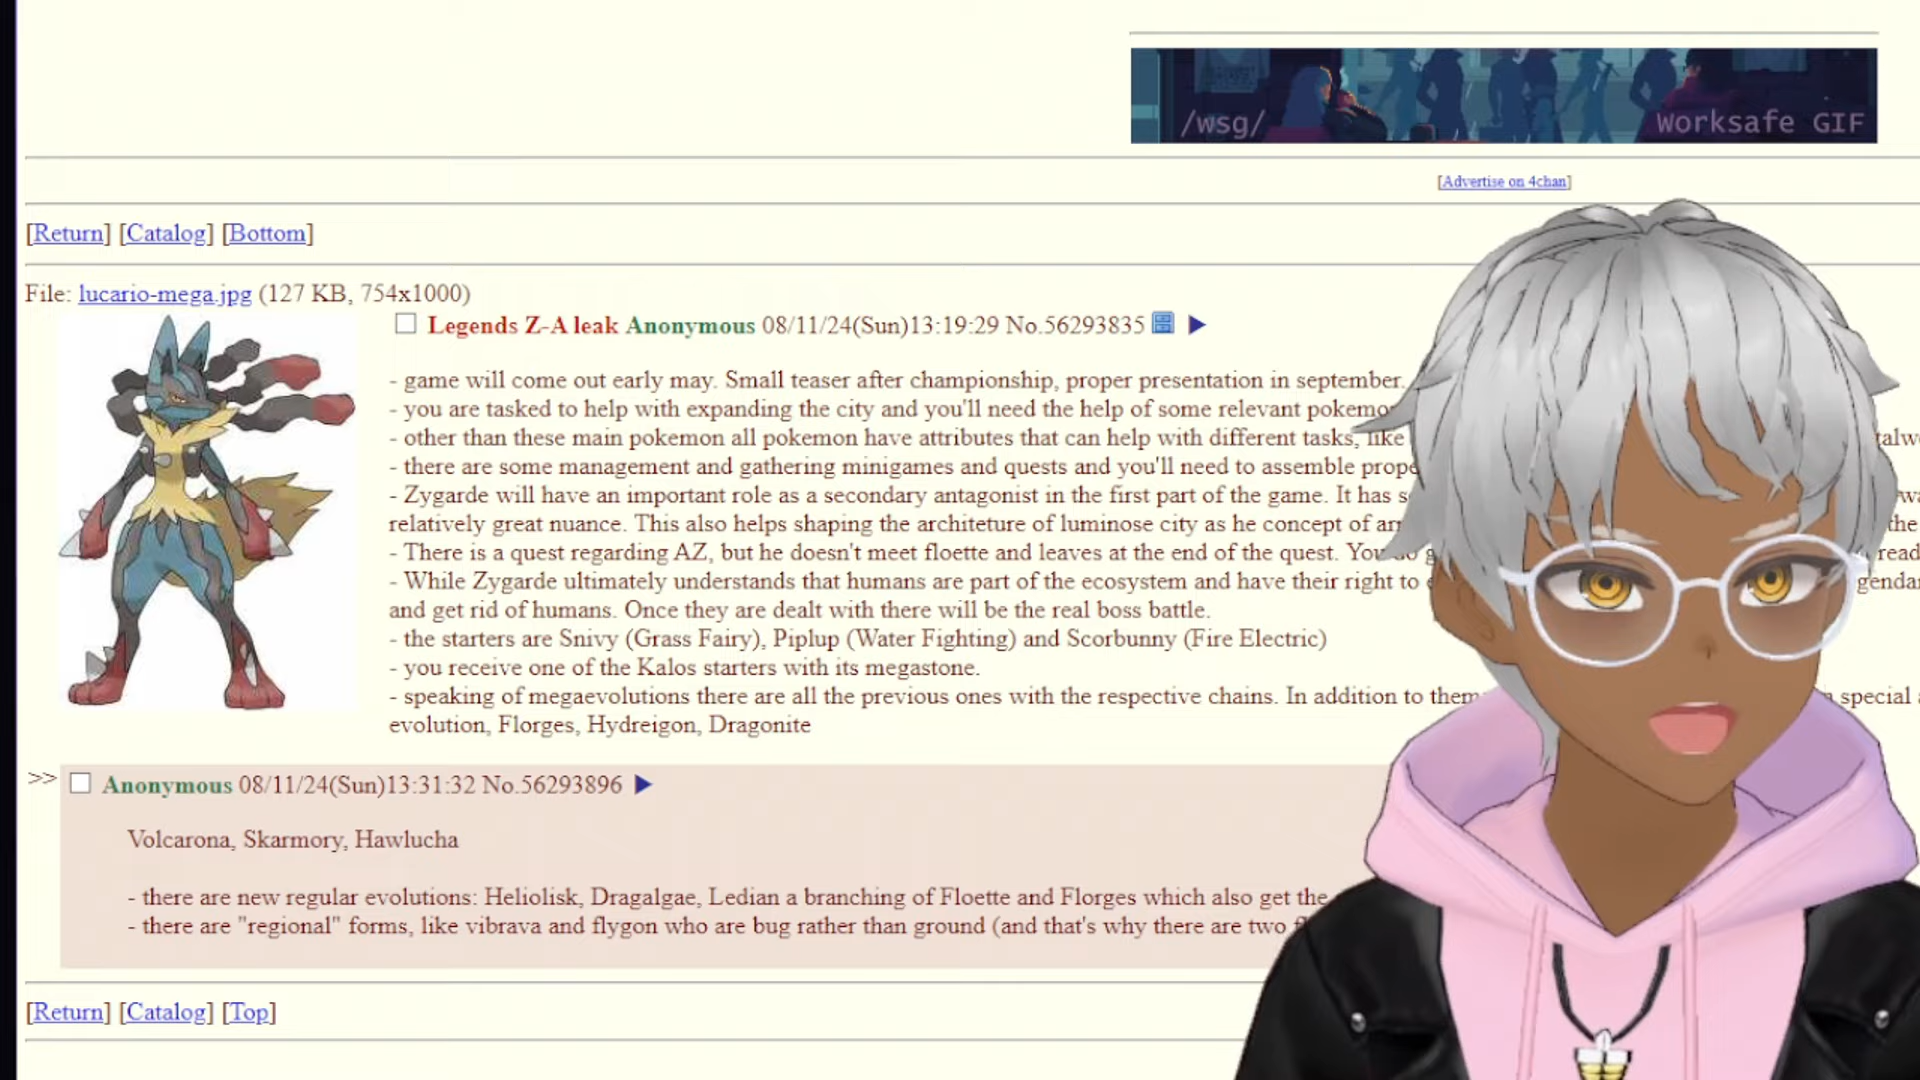 /wsg/ Worksafe GIF
[Advertise on 4chan]
[Return] [Catalog] [Bottom]
File: lucario-mega.jpg (127 KB, 754x1000)
Legends Z-A leak Anonymous 08/11/24(Sun)13:19:29 No.56293835
- game will come out early may. Small teaser after championship, proper presentation in september.
- you are tasked to help with expanding the city and you'll need the help of some relevant
- other than these main pokemon all pokemon have attributes that can help with different tasks, like
- there are some management and gathering minigames and quests and you'll need to assemble
- Zygarde will have an important role as a secondary antagonist in the first part of the game. It has
relatively great nuance. This also helps shaping the architeture of luminose city as he concept of the
- There is a quest regarding AZ, but he doesn't meet floette and leaves at the end of the quest. You
- While Zygarde ultimately understands that humans are part of the ecosystem and have their right to
and get rid of humans. Once they are dealt with there will be the real boss battle.
- the starters are Snivy (Grass Fairy), Piplup (Water Fighting) and Scorbunny (Fire Electric)
- you receive one of the Kalos starters with its megastone.
- speaking of megaevolutions there are all the previous ones with the respective chains. In addition to them special
evolution, Florges, Hydreigon, Dragonite
>> Anonymous 08/11/24(Sun)13:31:32 No.56293896
Volcarona, Skarmory, Hawlucha
- there are new regular evolutions: Heliolisk, Dragalgae, Ledian a branching of Floette and Florges which also get the
- there are "regional" forms, like vibrava and flygon who are bug rather than ground (and that's why there are two
[Return] [Catalog] [Top]